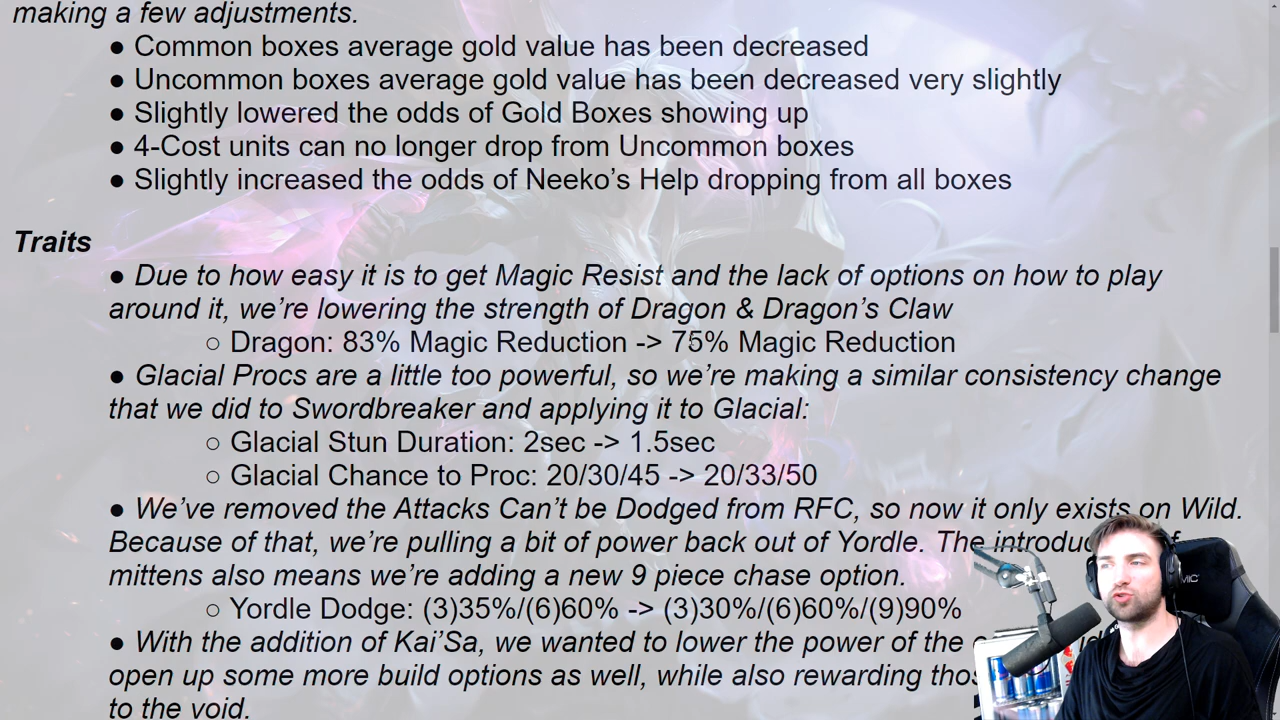 making a few adjustments.
● Common boxes average gold value has been decreased
● Uncommon boxes average gold value has been decreased very slightly
● Slightly lowered the odds of Gold Boxes showing up
● 4-Cost units can no longer drop from Uncommon boxes
● Slightly increased the odds of Neeko’s Help dropping from all boxes
Traits
● Due to how easy it is to get Magic Resist and the lack of options on how to play
around it, we’re lowering the strength of Dragon & Dragon’s Claw
○ Dragon: 83% Magic Reduction -> 75% Magic Reduction
● Glacial Procs are a little too powerful, so we’re making a similar consistency change
that we did to Swordbreaker and applying it to Glacial:
○ Glacial Stun Duration: 2sec -> 1.5sec
○ Glacial Chance to Proc: 20/30/45 -> 20/33/50
● We’ve removed the Attacks Can’t be Dodged from RFC, so now it only exists on Wild.
Because of that, we’re pulling a bit of power back out of Yordle. The
mittens also means we’re adding a new 9 piece chase option.
○ Yordle Dodge: (3)35%/(6)60% -> (3)30%/(6)60%/(9)90%
● With the addition of Kai’Sa, we wanted to lower the power of the
open up some more build options as well, while also rewarding
to the void.